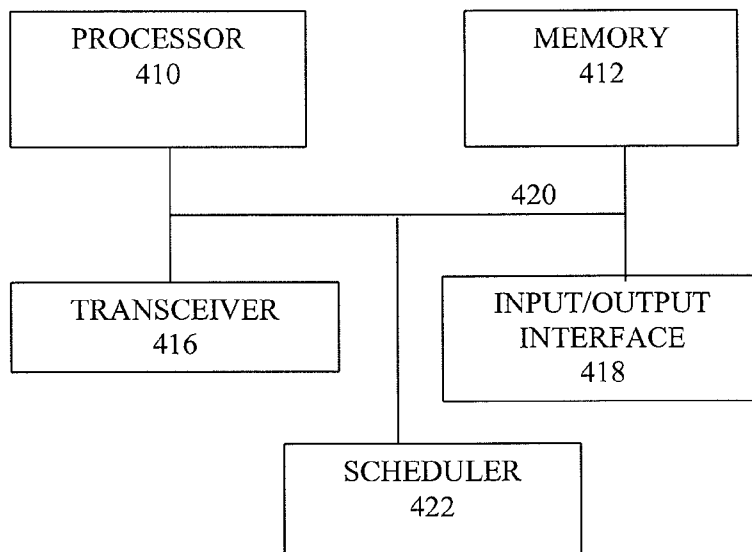 PROCESSOR
410
MEMORY
412
420
TRANSCEIVER
416
INPUT/OUTPUT
INTERFACE
418
SCHEDULER
422